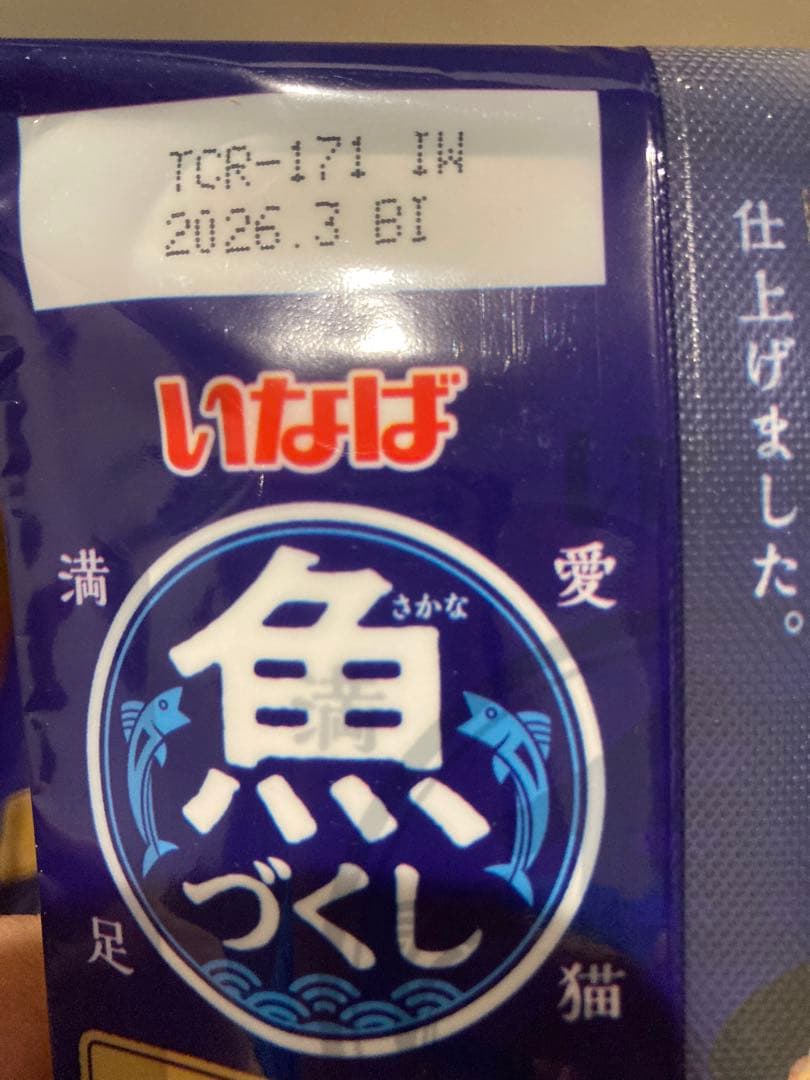 TCR-171 IW
2026.3 BI
いなば
愛猫
満足
魚
さかな
づくし
仕上げました。